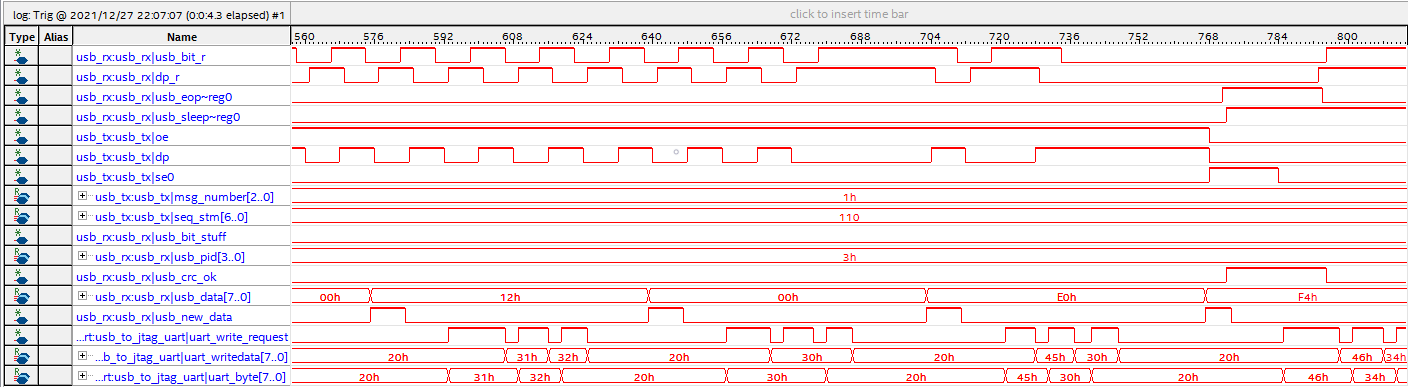 log: Trig @ 2021/12/27 22:07:07 (0:0:4.3 elapsed) #1 click to insert time bar
Type Alias Name 560 576 592 608 624 640 656 672 688 704 720 736 752 768 784 800
usb_rx:usb_rx|usb_bit_r
usb_rx:usb_rx|dp_r
usb_rx:usb_rx|usb_eop~reg0
usb_rx:usb_rx|usb_sleep~reg0
usb_tx:usb_tx|oe
usb_tx:usb_tx|dp
usb_tx:usb_tx|se0
usb_tx:usb_tx|msg_number[2..0] 1h
usb_tx:usb_tx|seq_stm[6..0] 110
usb_rx:usb_rx|usb_bit_stuff
usb_rx:usb_rx|usb_pid[3..0] 3h
usb_rx:usb_rx|usb_crc_ok
usb_rx:usb_rx|usb_data[7..0] 00h 12h 00h E0h F4h
usb_rx:usb_rx|usb_new_data
...rt:usb_to_jtag_uart|uart_write_request
...b_to_jtag_uart|uart_writedata[7..0] 20h 31h 32h 20h 30h 20h 45h 30h 20h 46h 34h
...rt:usb_to_jtag_uart|uart_byte[7..0] 20h 31h 32h 20h 30h 20h 45h 30h 20h 46h 34h